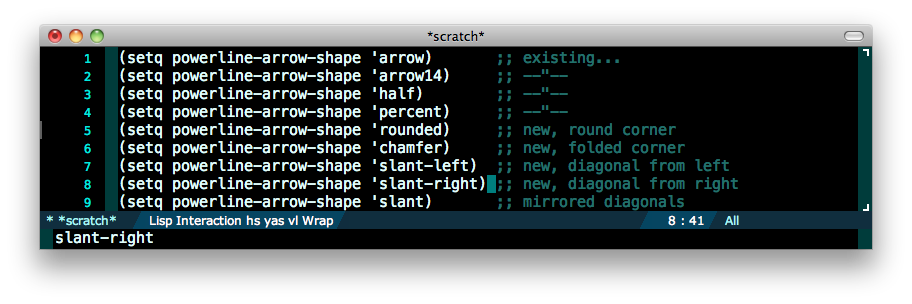 *scratch*
1 (setq powerline-arrow-shape 'arrow) ;; existing...
2 (setq powerline-arrow-shape 'arrow14) ;; --"--
3 (setq powerline-arrow-shape 'half) ;; --"--
4 (setq powerline-arrow-shape 'percent) ;; --"--
5 (setq powerline-arrow-shape 'rounded) ;; new, round corner
6 (setq powerline-arrow-shape 'chamfer) ;; new, folded corner
7 (setq powerline-arrow-shape 'slant-left) ;; new, diagonal from left
8 (setq powerline-arrow-shape 'slant-right) ;; new, diagonal from right
9 (setq powerline-arrow-shape 'slant) ;; mirrored diagonals
* *scratch* Lisp Interaction hs yas vl Wrap 8 : 41 All
slant-right